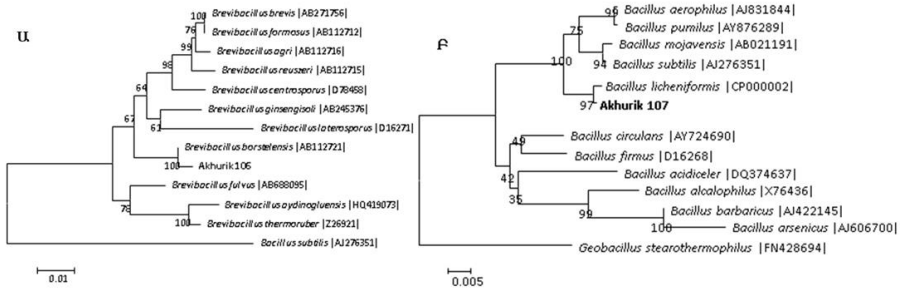 Ա
100
Brevibacillus brevis |AB271756|
76
Brevibacillus formosus |AB112712|
99
Brevibacillus agri |AB112716|
98
Brevibacillus reuszeri |AB112715|
64
Brevibacillus centrosporus |D78458|
67
Brevibacillus ginsengisoli |AB245376|
61
Brevibacillus laterosporus |D16271|
Brevibacillus borstelensis |AB112721|
100
Akhurik106
Brevibacillus fulvus |AB688095|
78
Brevibacillus aydinogluensis |HQ419073|
100
Brevibacillus thermoruber |Z26921|
Bacillus subtilis |AJ276351|
0.01
Բ
Bacillus aerophilus |AJ831844|
Bacillus pumilus |AY876289|
75
Bacillus mojavensis |AB021191|
94
Bacillus subtilis |AJ276351|
100
Bacillus licheniformis |CP000002|
97
Akhurik 107
Bacillus circulans |AY724690|
49
Bacillus firmus |D16268|
42
Bacillus acidiceler |DQ374637|
35
Bacillus alcalophilus |X76436|
99
Bacillus barbaricus |AJ422145|
100
Bacillus arsenicus |AJ606700|
Geobacillus stearothermophilus |FN428694|
0.005